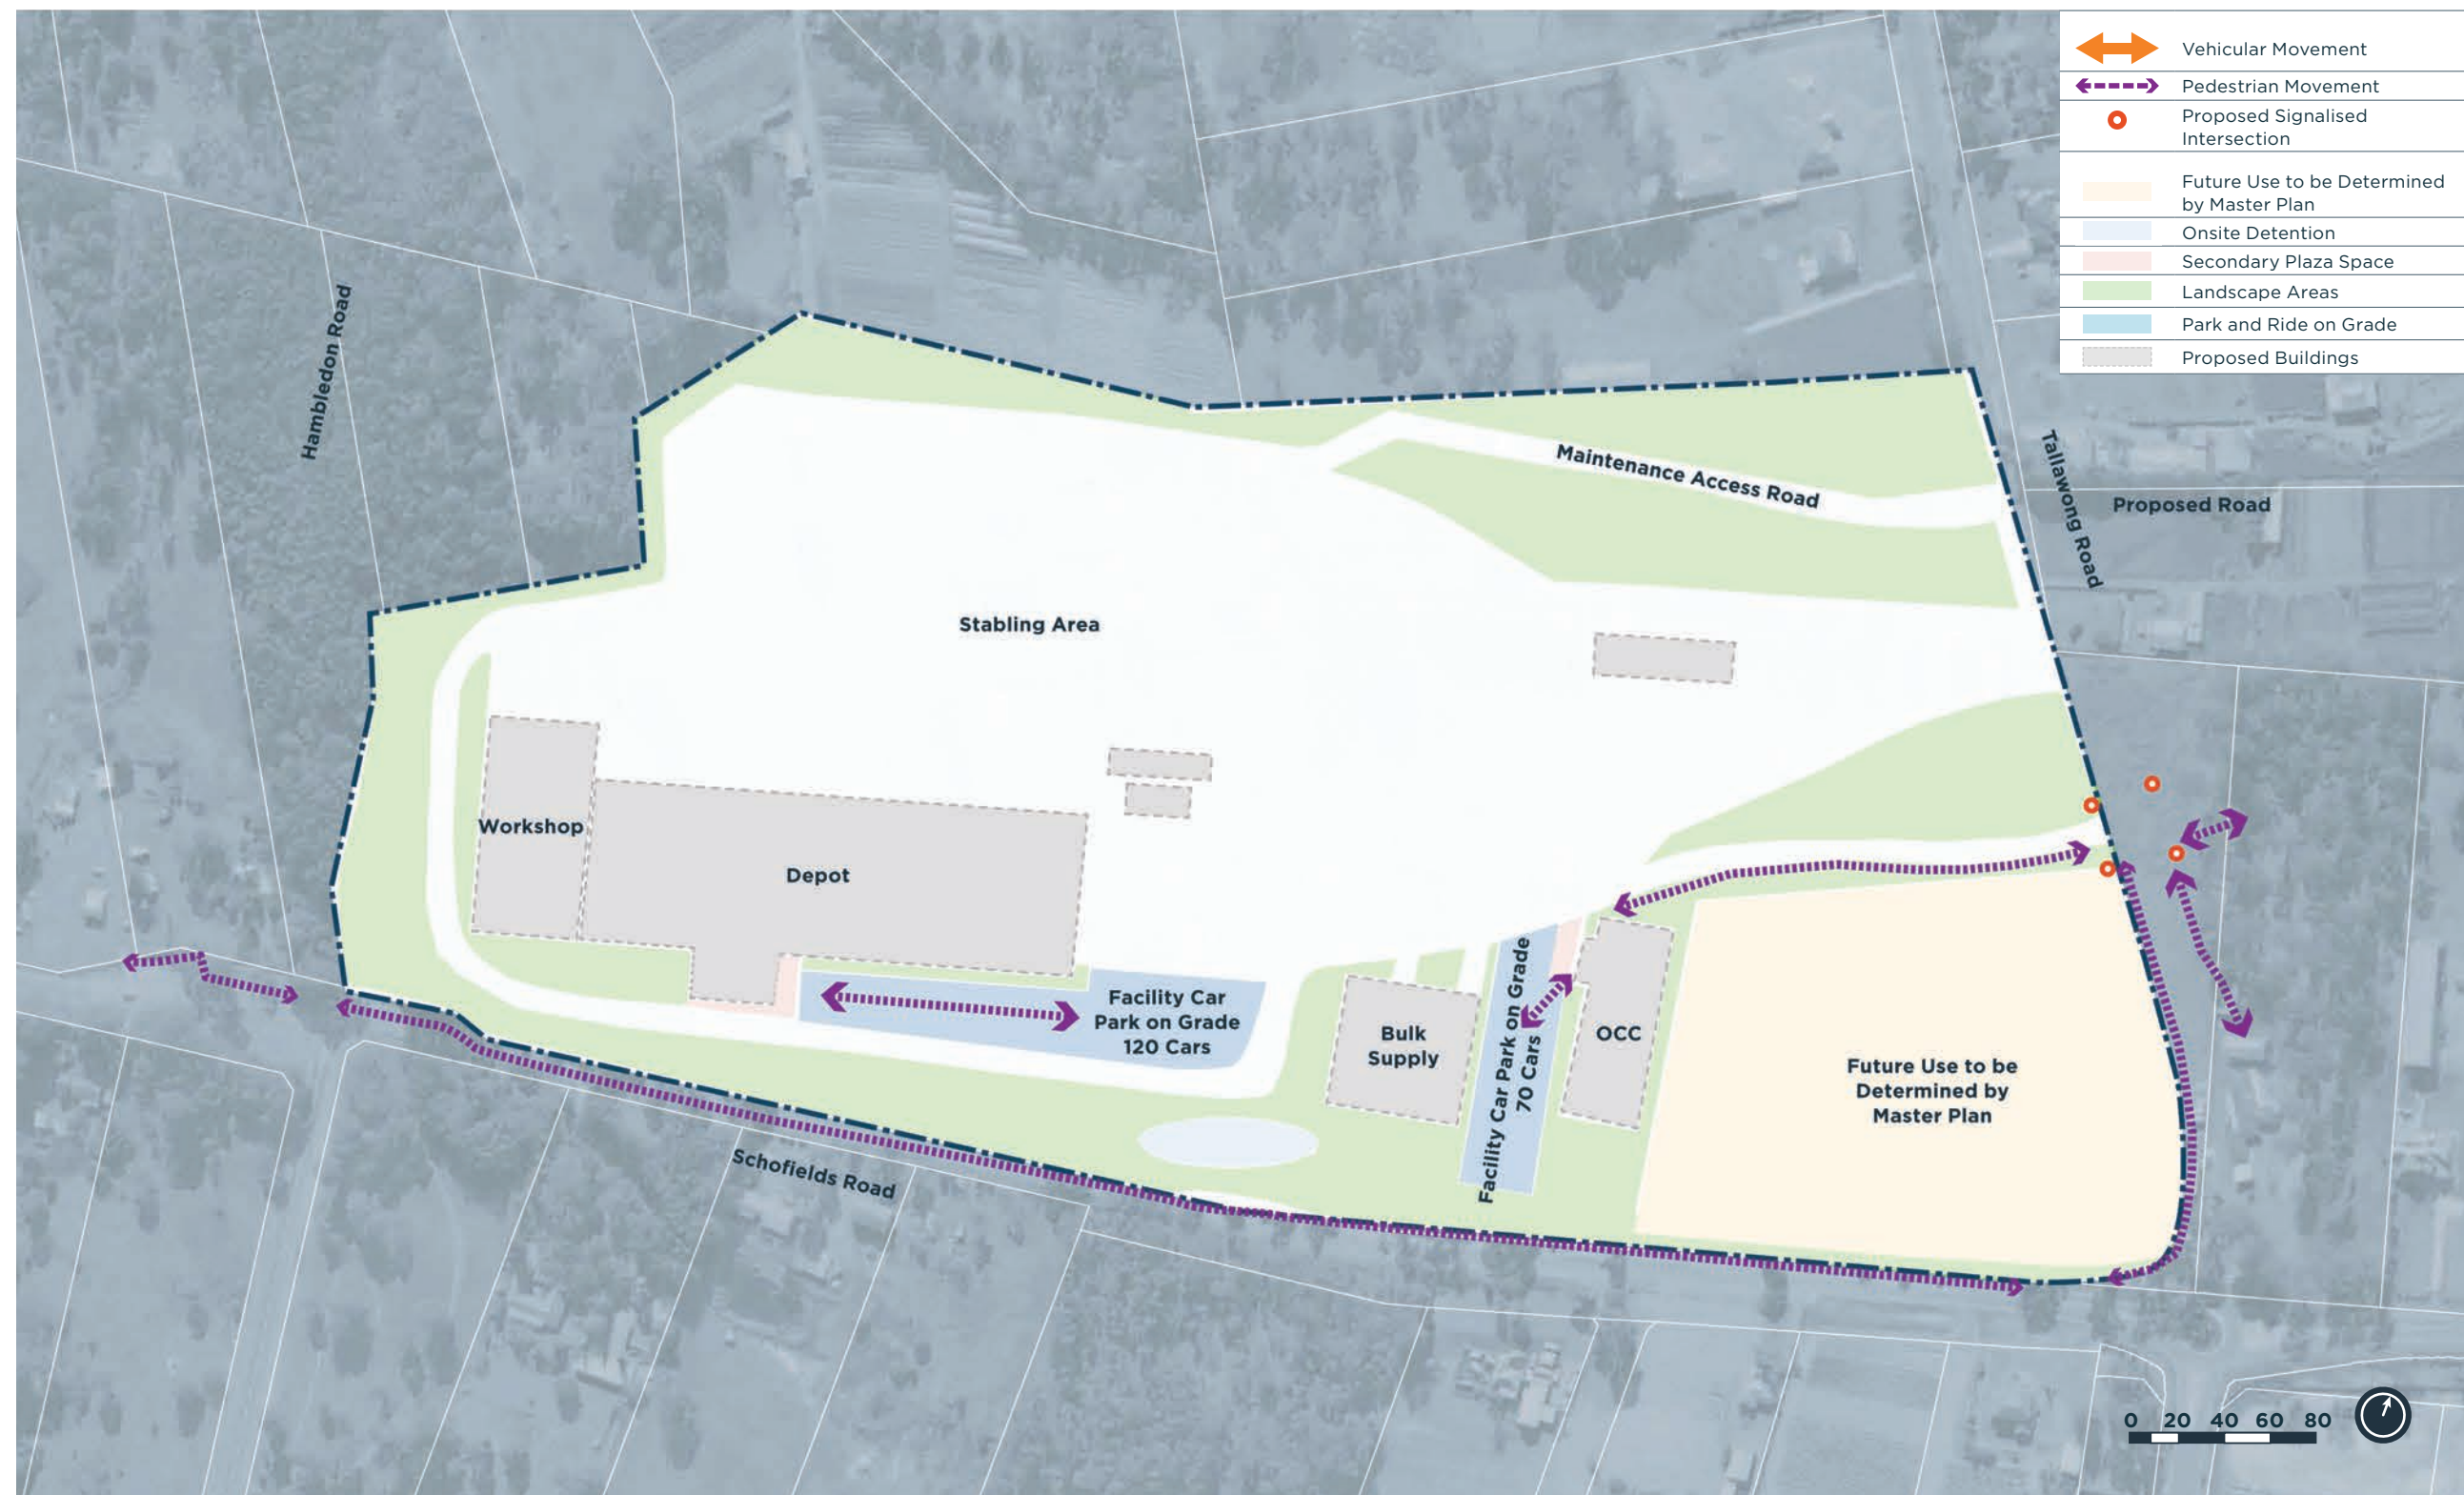 Vehicular Movement
Pedestrian Movement
Proposed Signalised
Intersection
Future Use to be Determined
by Master Plan
Onsite Detention
Secondary Plaza Space
Landscape Areas
Park and Ride on Grade
Proposed Buildings
Hambledon Road
Maintenance Access Road
Tallawong Road
Proposed Road
Stabling Area
Workshop
Depot
Facility Car
Park on Grade
120 Cars
Bulk
Supply
Facility Car Park on Grade
70 Cars
OCC
Future Use to be
Determined by
Master Plan
Schofields Road
0 20 40 60 80